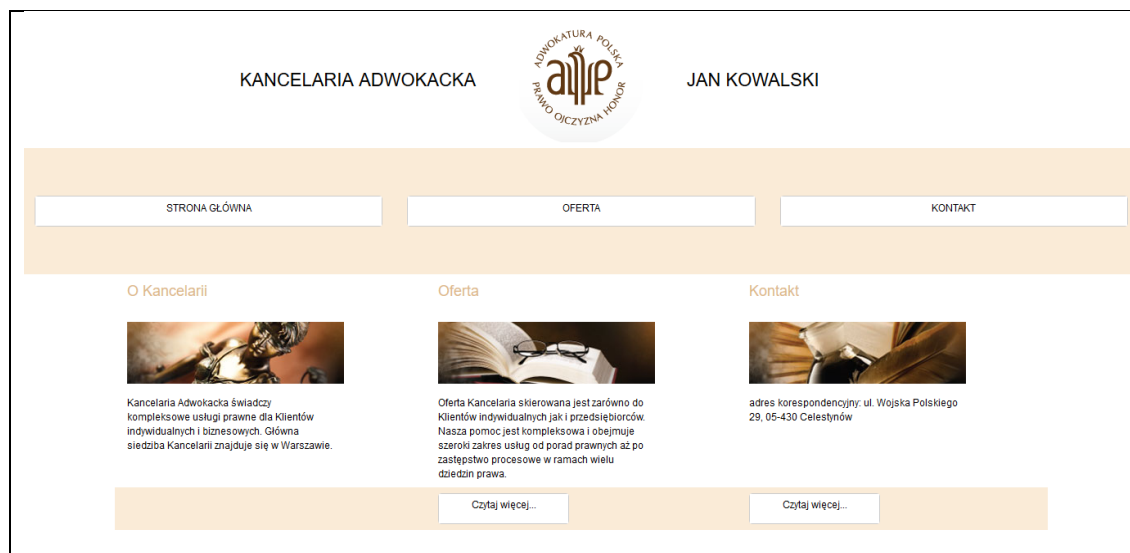 KANCELARIA ADWOKACKA
ADWOKATURA POLSKA
PRAWO OJCZYZNA HONOR
JAN KOWALSKI
STRONA GŁÓWNA
OFERTA
KONTAKT
O Kancelarii
Kancelaria Adwokacka świadczy
kompleksowe usługi prawne dla Klientów
indywidualnych i biznesowych. Główna
siedziba Kancelarii znajduje się w Warszawie.
Oferta
Oferta Kancelaria skierowana jest zarówno do
Klientów indywidualnych jak i przedsiębiorców.
Nasza pomoc jest kompleksowa i obejmuje
szeroki zakres usług od porad prawnych aż po
zastępstwo procesowe w ramach wielu
dziedzin prawa.
Czytaj więcej...
Kontakt
adres korespondencyjny: ul. Wojska Polskiego
29, 05-430 Celestynów
Czytaj więcej...